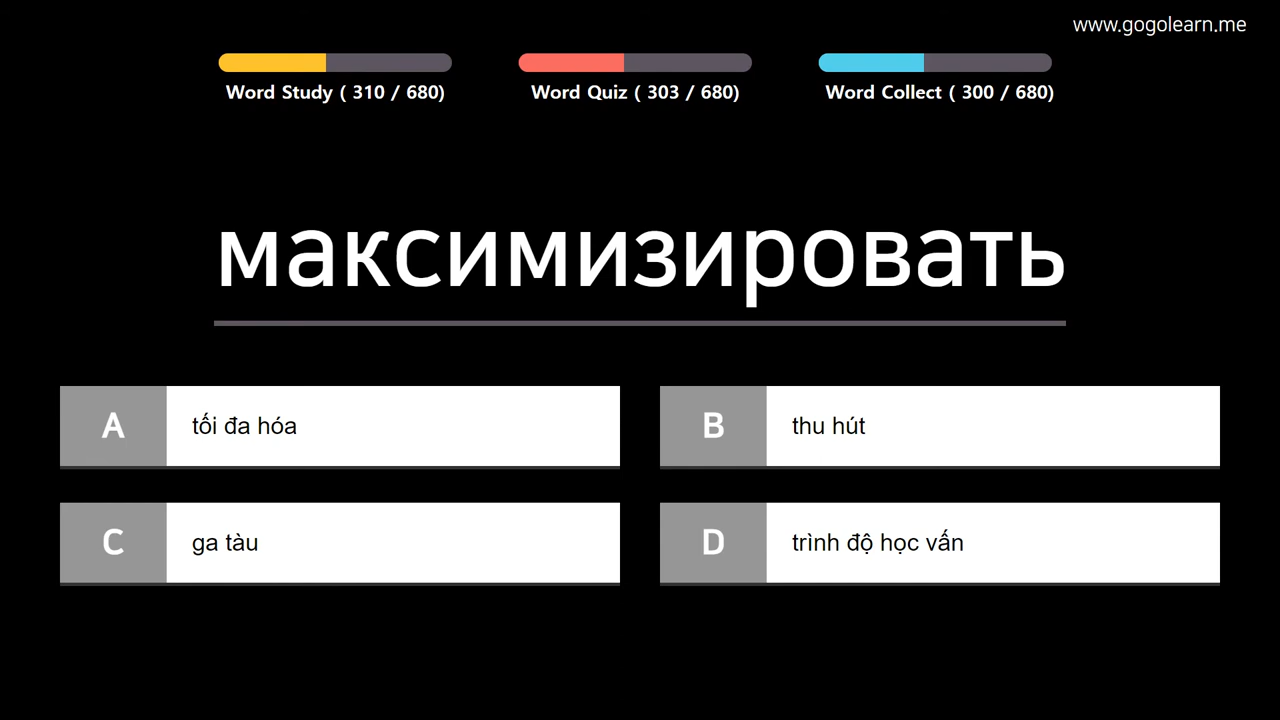 www.gogolearn.me
Word Study ( 310 / 680)
Word Quiz ( 303 / 680)
Word Collect ( 300 / 680)
максимизировать
A
tối đa hóa
B
thu hút
C
ga tàu
D
trình độ học vấn